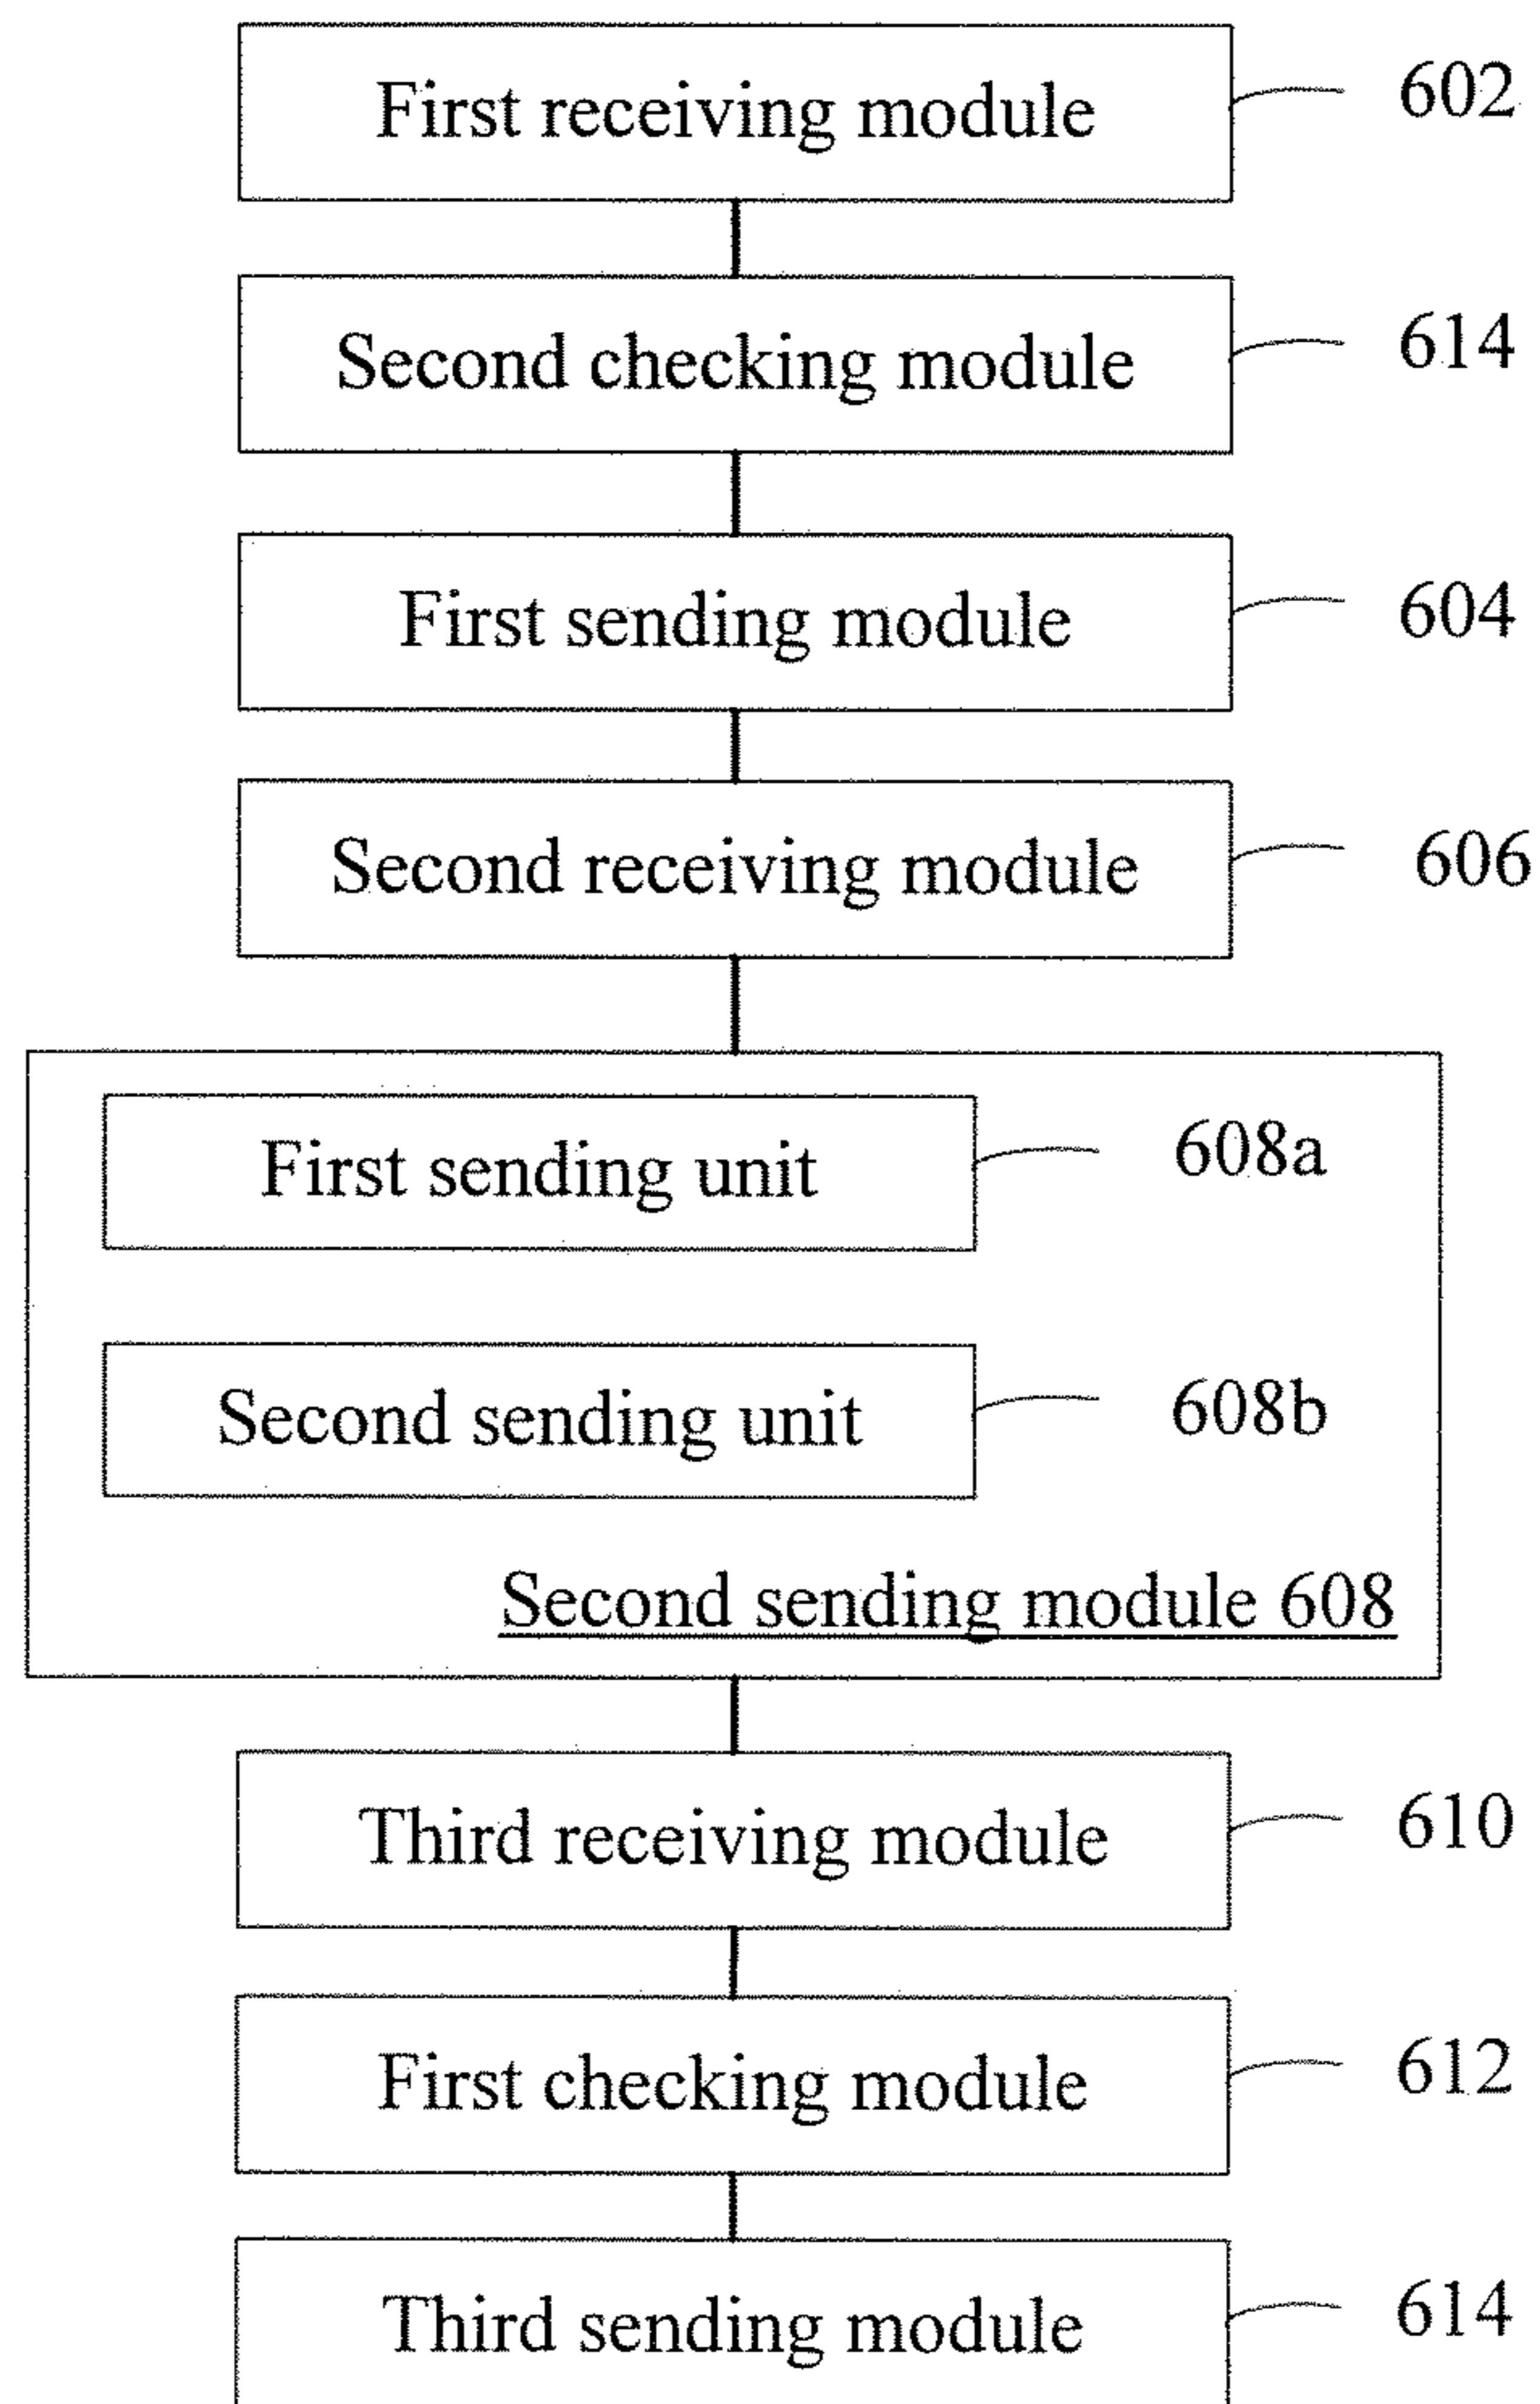 First receiving module 602
Second checking module 614
First sending module 604
Second receiving module 606
First sending unit 608a
Second sending unit 608b
Second sending module 608
Third receiving module 610
First checking module 612
Third sending module 614